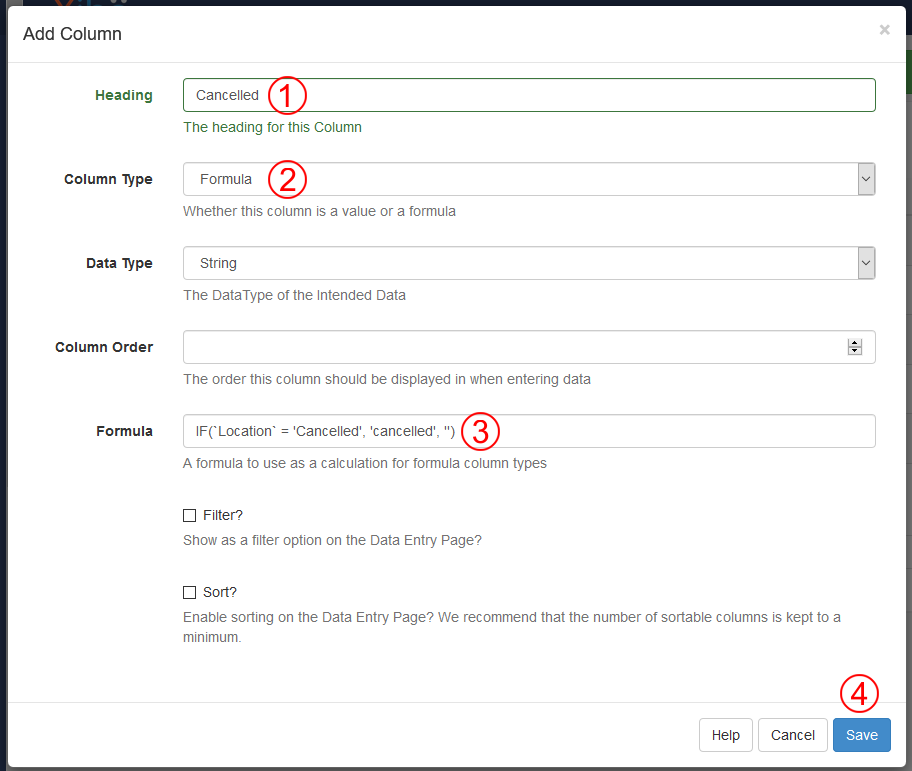 Add Column
×
Heading
Cancelled ①
The heading for this Column
Column Type
Formula ②
Whether this column is a value or a formula
Data Type
String
The DataType of the Intended Data
Column Order
The order this column should be displayed in when entering data
Formula
IF(`Location` = 'Cancelled', 'cancelled', '') ③
A formula to use as a calculation for formula column types
Filter?
Show as a filter option on the Data Entry Page?
Sort?
Enable sorting on the Data Entry Page? We recommend that the number of sortable columns is kept to a
minimum.
④
Help Cancel Save